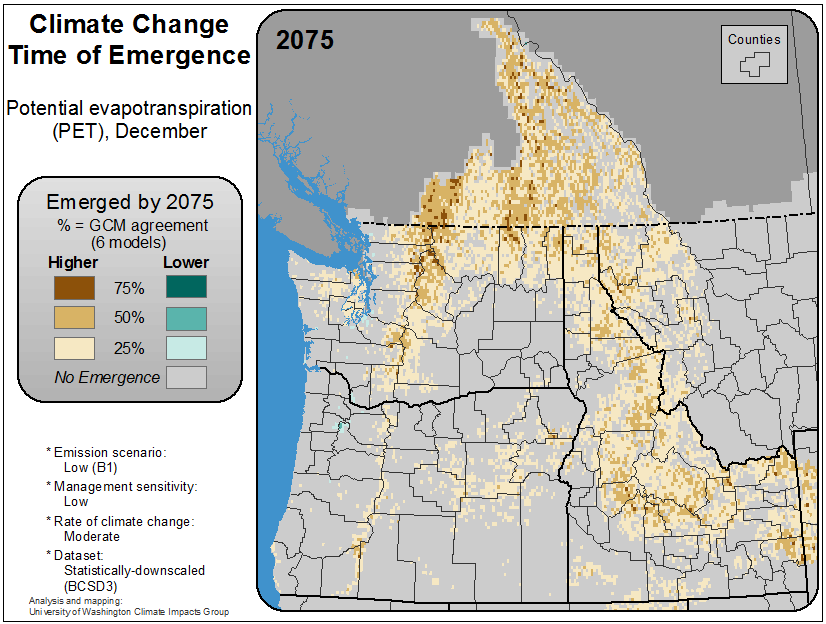 Climate Change
Time of Emergence
Potential evapotranspiration
(PET), December
Emerged by 2075
% = GCM agreement
(6 models)
Higher Lower
75%
50%
25%
No Emergence
* Emission scenario:
Low (B1)
* Management sensitivity:
Low
* Rate of climate change:
Moderate
* Dataset:
Statistically-downscaled
(BCSD3)
Analysis and mapping:
University of Washington Climate Impacts Group
2075
Counties